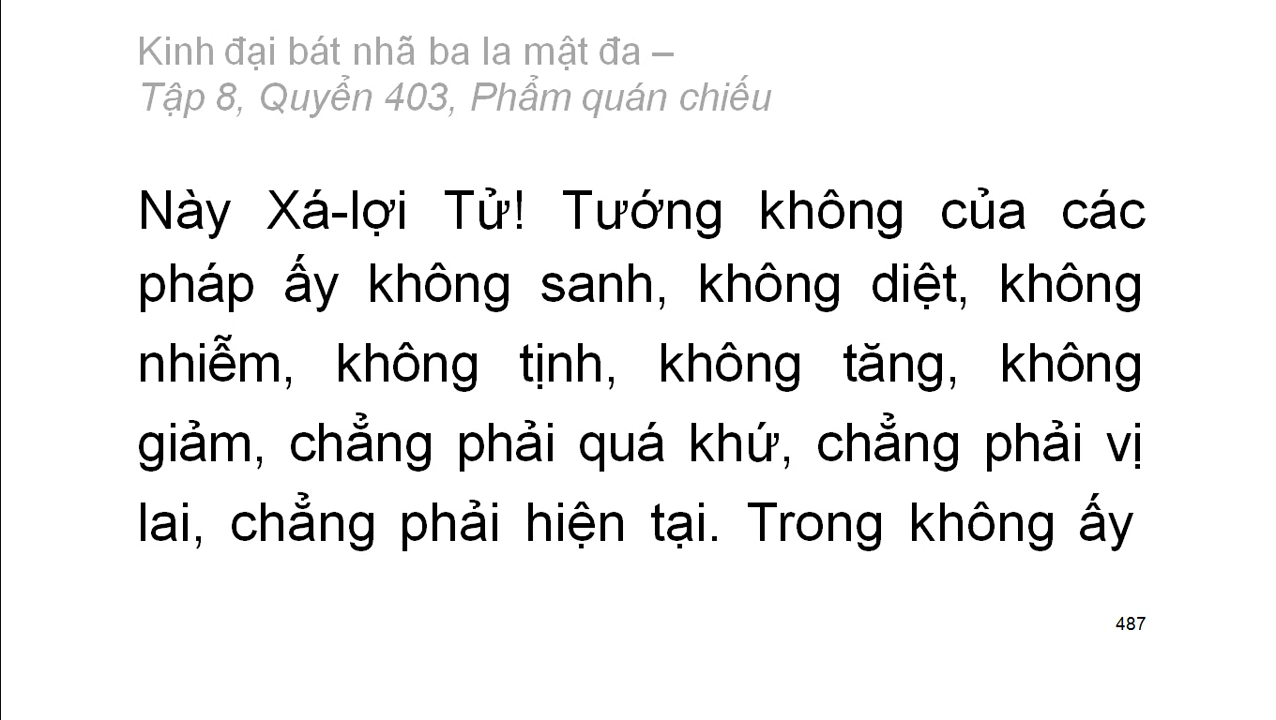 Kinh đại bát nhã ba la mật đa –
Tập 8, Quyển 403, Phẩm quán chiếu
Này Xá-lợi Tử! Tướng không của các
pháp ấy không sanh, không diệt, không
nhiễm, không tịnh, không tăng, không
giảm, chẳng phải quá khứ, chẳng phải vị
lai, chẳng phải hiện tại. Trong không ấy
487